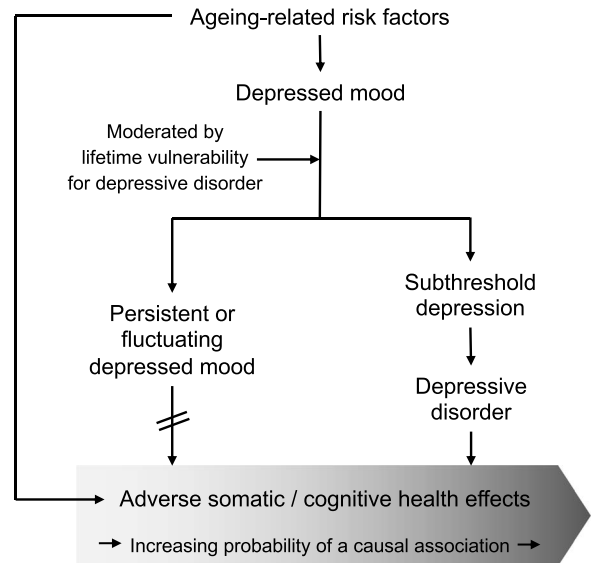 Ageing-related risk factors
Depressed mood
Moderated by
lifetime vulnerability
for depressive disorder
Persistent or
fluctuating
depressed mood
Subthreshold
depression
Depressive
disorder
Adverse somatic / cognitive health effects
Increasing probability of a causal association